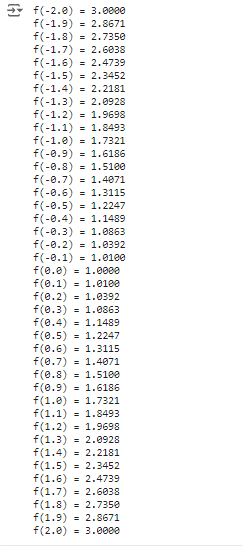 f(-2.0) = 3.0000
f(-1.9) = 2.8671
f(-1.8) = 2.7350
f(-1.7) = 2.6038
f(-1.6) = 2.4739
f(-1.5) = 2.3452
f(-1.4) = 2.2181
f(-1.3) = 2.0928
f(-1.2) = 1.9698
f(-1.1) = 1.8493
f(-1.0) = 1.7321
f(-0.9) = 1.6186
f(-0.8) = 1.5100
f(-0.7) = 1.4071
f(-0.6) = 1.3115
f(-0.5) = 1.2247
f(-0.4) = 1.1489
f(-0.3) = 1.0863
f(-0.2) = 1.0392
f(-0.1) = 1.0100
f(0.0) = 1.0000
f(0.1) = 1.0100
f(0.2) = 1.0392
f(0.3) = 1.0863
f(0.4) = 1.1489
f(0.5) = 1.2247
f(0.6) = 1.3115
f(0.7) = 1.4071
f(0.8) = 1.5100
f(0.9) = 1.6186
f(1.0) = 1.7321
f(1.1) = 1.8493
f(1.2) = 1.9698
f(1.3) = 2.0928
f(1.4) = 2.2181
f(1.5) = 2.3452
f(1.6) = 2.4739
f(1.7) = 2.6038
f(1.8) = 2.7350
f(1.9) = 2.8671
f(2.0) = 3.0000